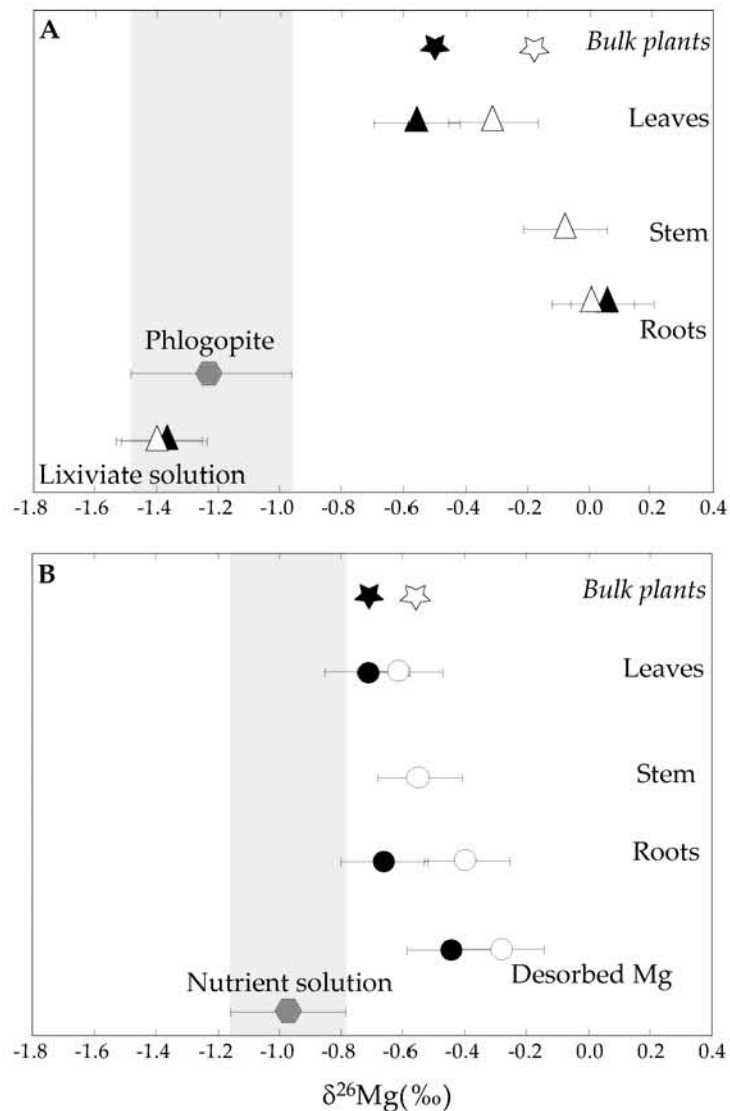 A
Bulk plants
Leaves
Stem
Roots
Phlogopite
Lixiviate solution
-1.8 -1.6 -1.4 -1.2 -1.0 -0.8 -0.6 -0.4 -0.2 0.0 0.2 0.4
B
Bulk plants
Leaves
Stem
Roots
Desorbed Mg
Nutrient solution
-1.8 -1.6 -1.4 -1.2 -1.0 -0.8 -0.6 -0.4 -0.2 0.0 0.2 0.4
δ²⁶Mg(‰)